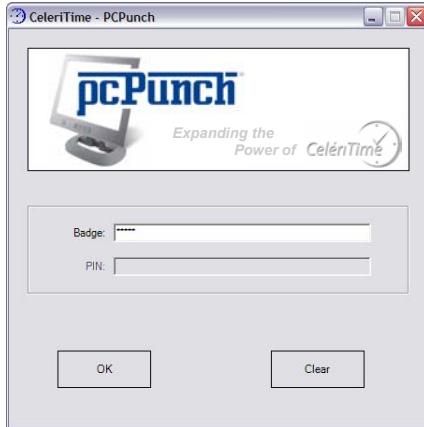 CeleriTime - PCPunch
pcPunch
Expanding the
Power of CeleriTime
Badge: -----
PIN:
OK
Clear